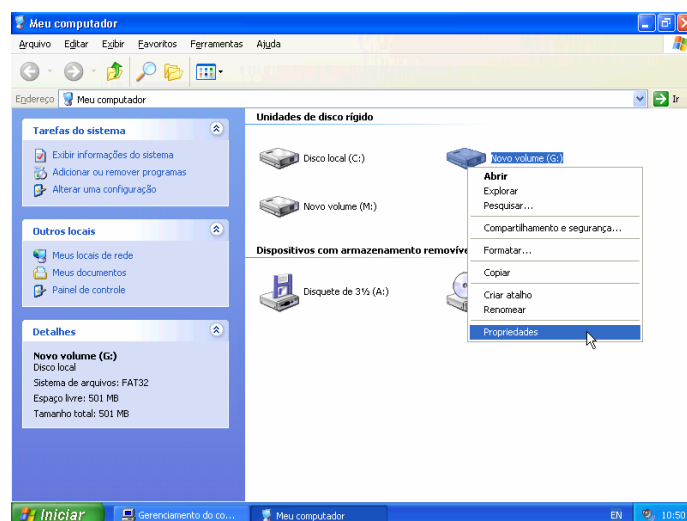 Meu computador
Arquivo Editar Exibir Favoritos Ferramentas Ajuda
Endereço Meu computador Ir
Tarefas do sistema
Exibir informações do sistema
Adicionar ou remover programas
Alterar uma configuração
Outros locais
Meus locais de rede
Meus documentos
Painel de controle
Detalhes
Novo volume (G:)
Disco local
Sistema de arquivos: FAT32
Espaço livre: 501 MB
Tamanho total: 501 MB
Unidades de disco rígido
Disco local (C:)
Novo volume (G:)
Novo volume (M:)
Dispositivos com armazenamento removíve
Disquete de 3½ (A:)
Abrir
Explorar
Pesquisar...
Compartilhamento e segurança...
Formatar...
Copiar
Criar atalho
Renomear
Propriedades
Iniciar
Gerenciamento do co...
Meu computador
EN
10:50